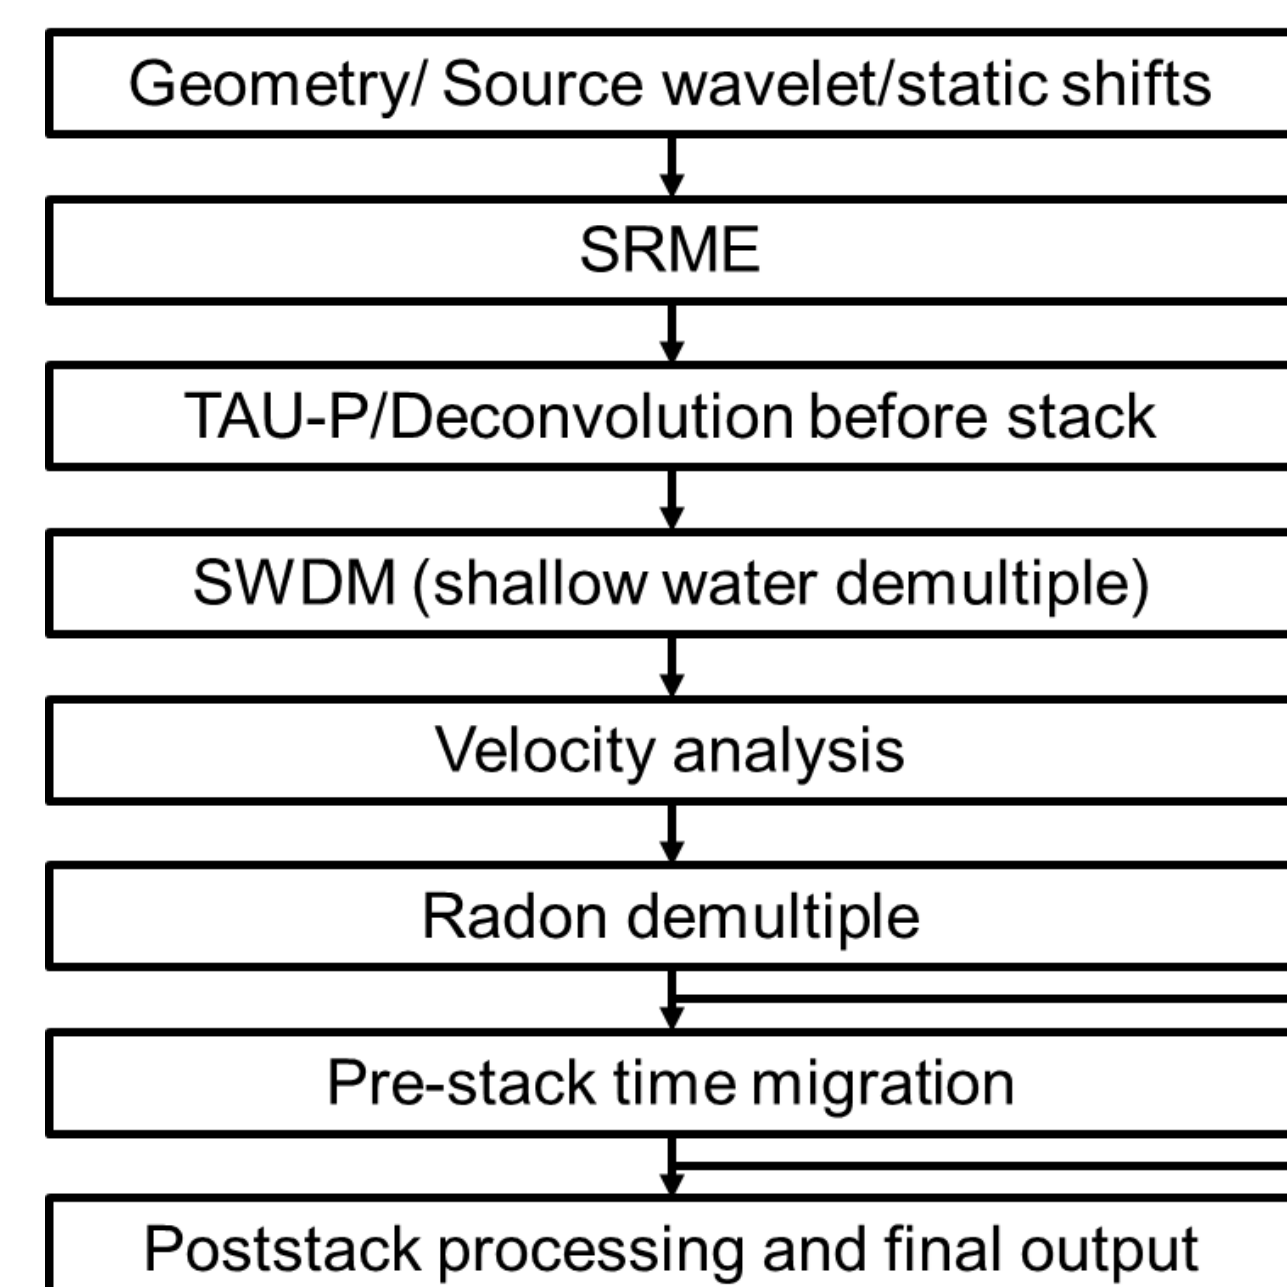 Geometry/ Source wavelet/static shifts
SRME
TAU-P/Deconvolution before stack
SWDM (shallow water demultiple)
Velocity analysis
Radon demultiple
Pre-stack time migration
Poststack processing and final output